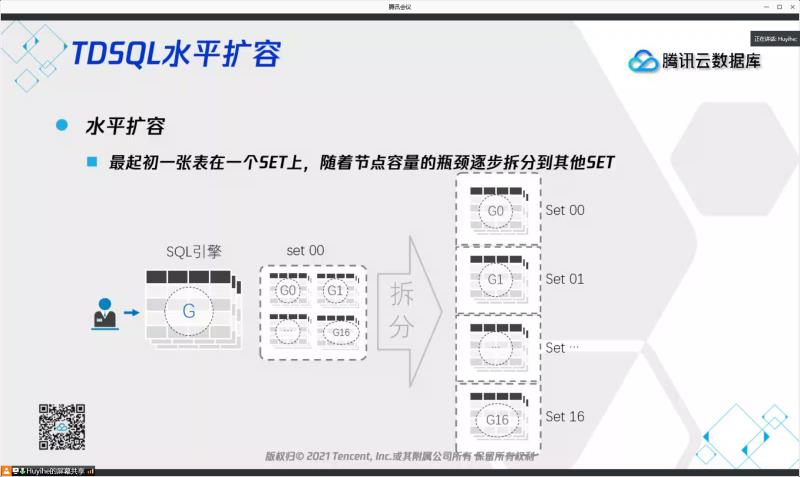 腾讯会议
正在讲话: Huyihe;
TDSQL水平扩容
腾讯云数据库
水平扩容
最起初一张表在一个SET上，随着节点容量的瓶颈逐步拆分到其他SET
SQL引擎
G
set 00
G0
G1
...
G16
拆分
G0
Set 00
G1
Set 01
...
Set ...
G16
Set 16
版权归© 2021 Tencent, Inc.或其附属公司所有 保留所有权利
Huyihe的屏幕共享